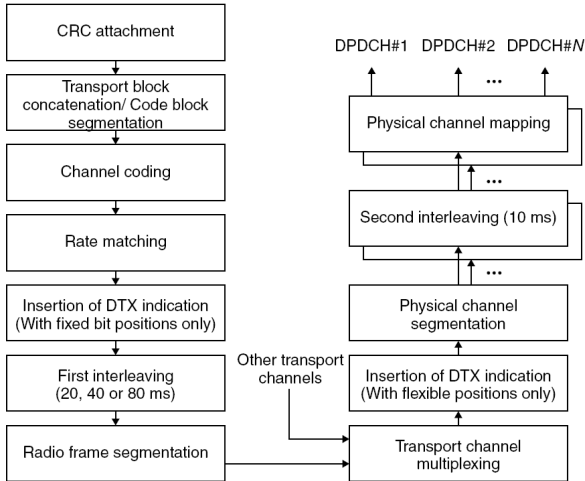 CRC attachment
Transport block
concatenation/ Code block
segmentation
Channel coding
Rate matching
Insertion of DTX indication
(With fixed bit positions only)
First interleaving
(20, 40 or 80 ms)
Radio frame segmentation
Other transport
channels
DPDCH#1 DPDCH#2 DPDCH#N
...
Physical channel mapping
...
Second interleaving (10 ms)
...
Physical channel
segmentation
Insertion of DTX indication
(With flexible positions only)
Transport channel
multiplexing